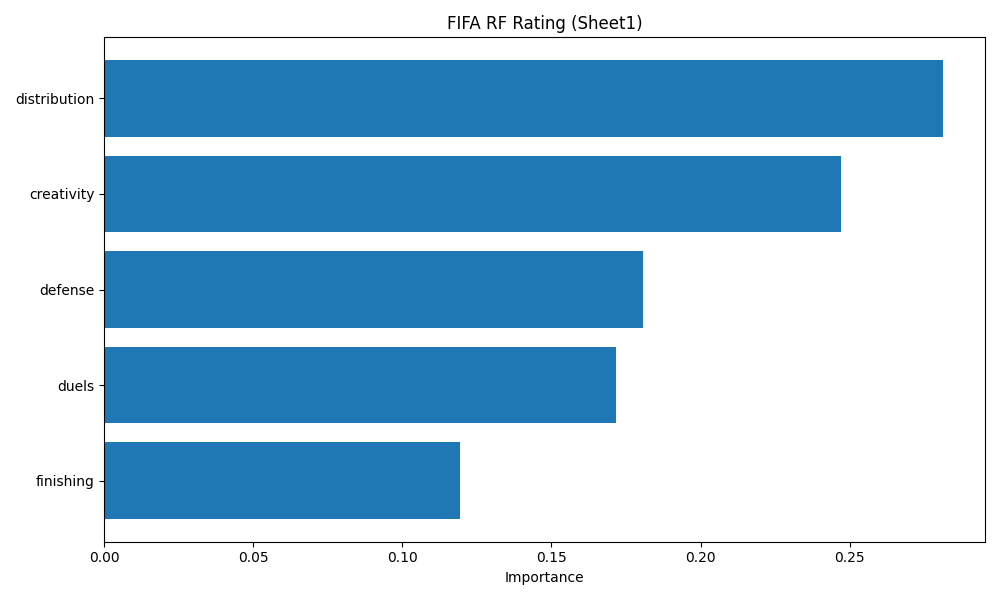 FIFA RF Rating (Sheet1)
distribution
creativity
defense
duels
finishing
0.00 0.05 0.10 0.15 0.20 0.25
Importance